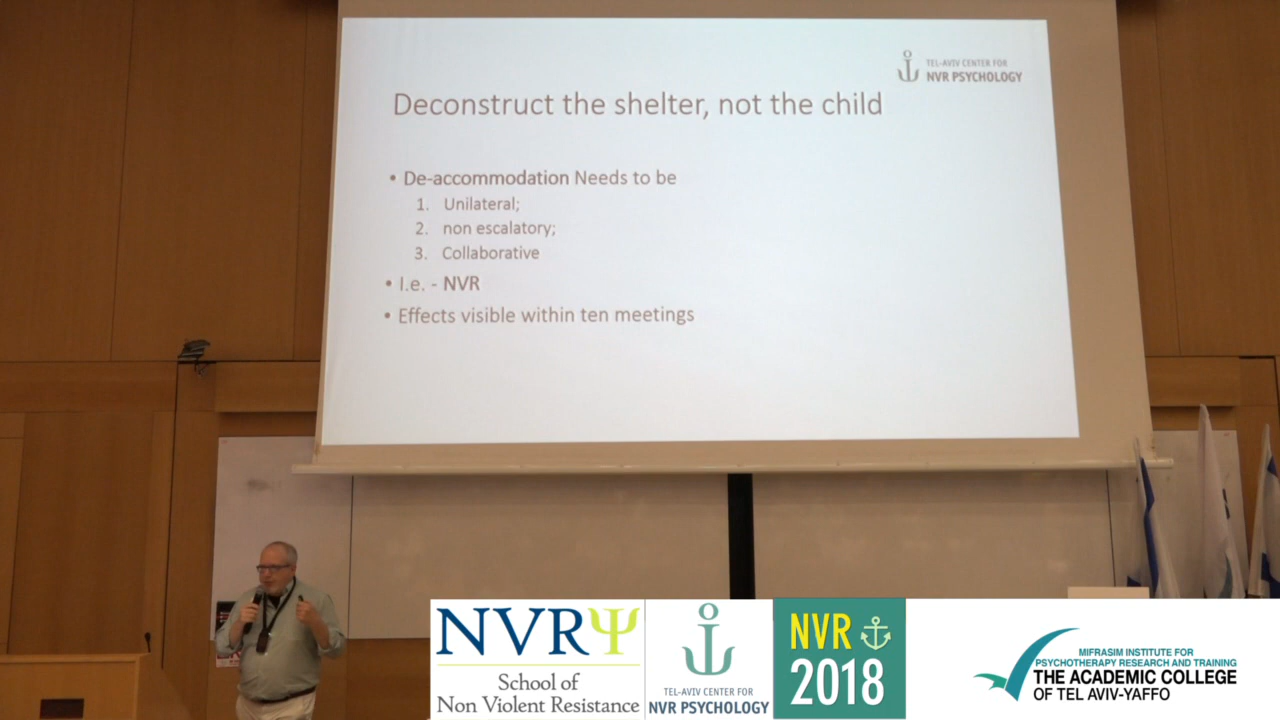 TEL-AVIV CENTER FOR
NVR PSYCHOLOGY
Deconstruct the shelter, not the child
• De-accommodation Needs to be
1. Unilateral;
2. non escalatory;
3. Collaborative
• I.e. - NVR
• Effects visible within ten meetings
NVRΨ
School of
Non Violent Resistance
TEL-AVIV CENTER FOR
NVR PSYCHOLOGY
NVR
2018
MIFRASIM INSTITUTE FOR
PSYCHOTHERAPY RESEARCH AND TRAINING
THE ACADEMIC COLLEGE
OF TEL AVIV-YAFFO